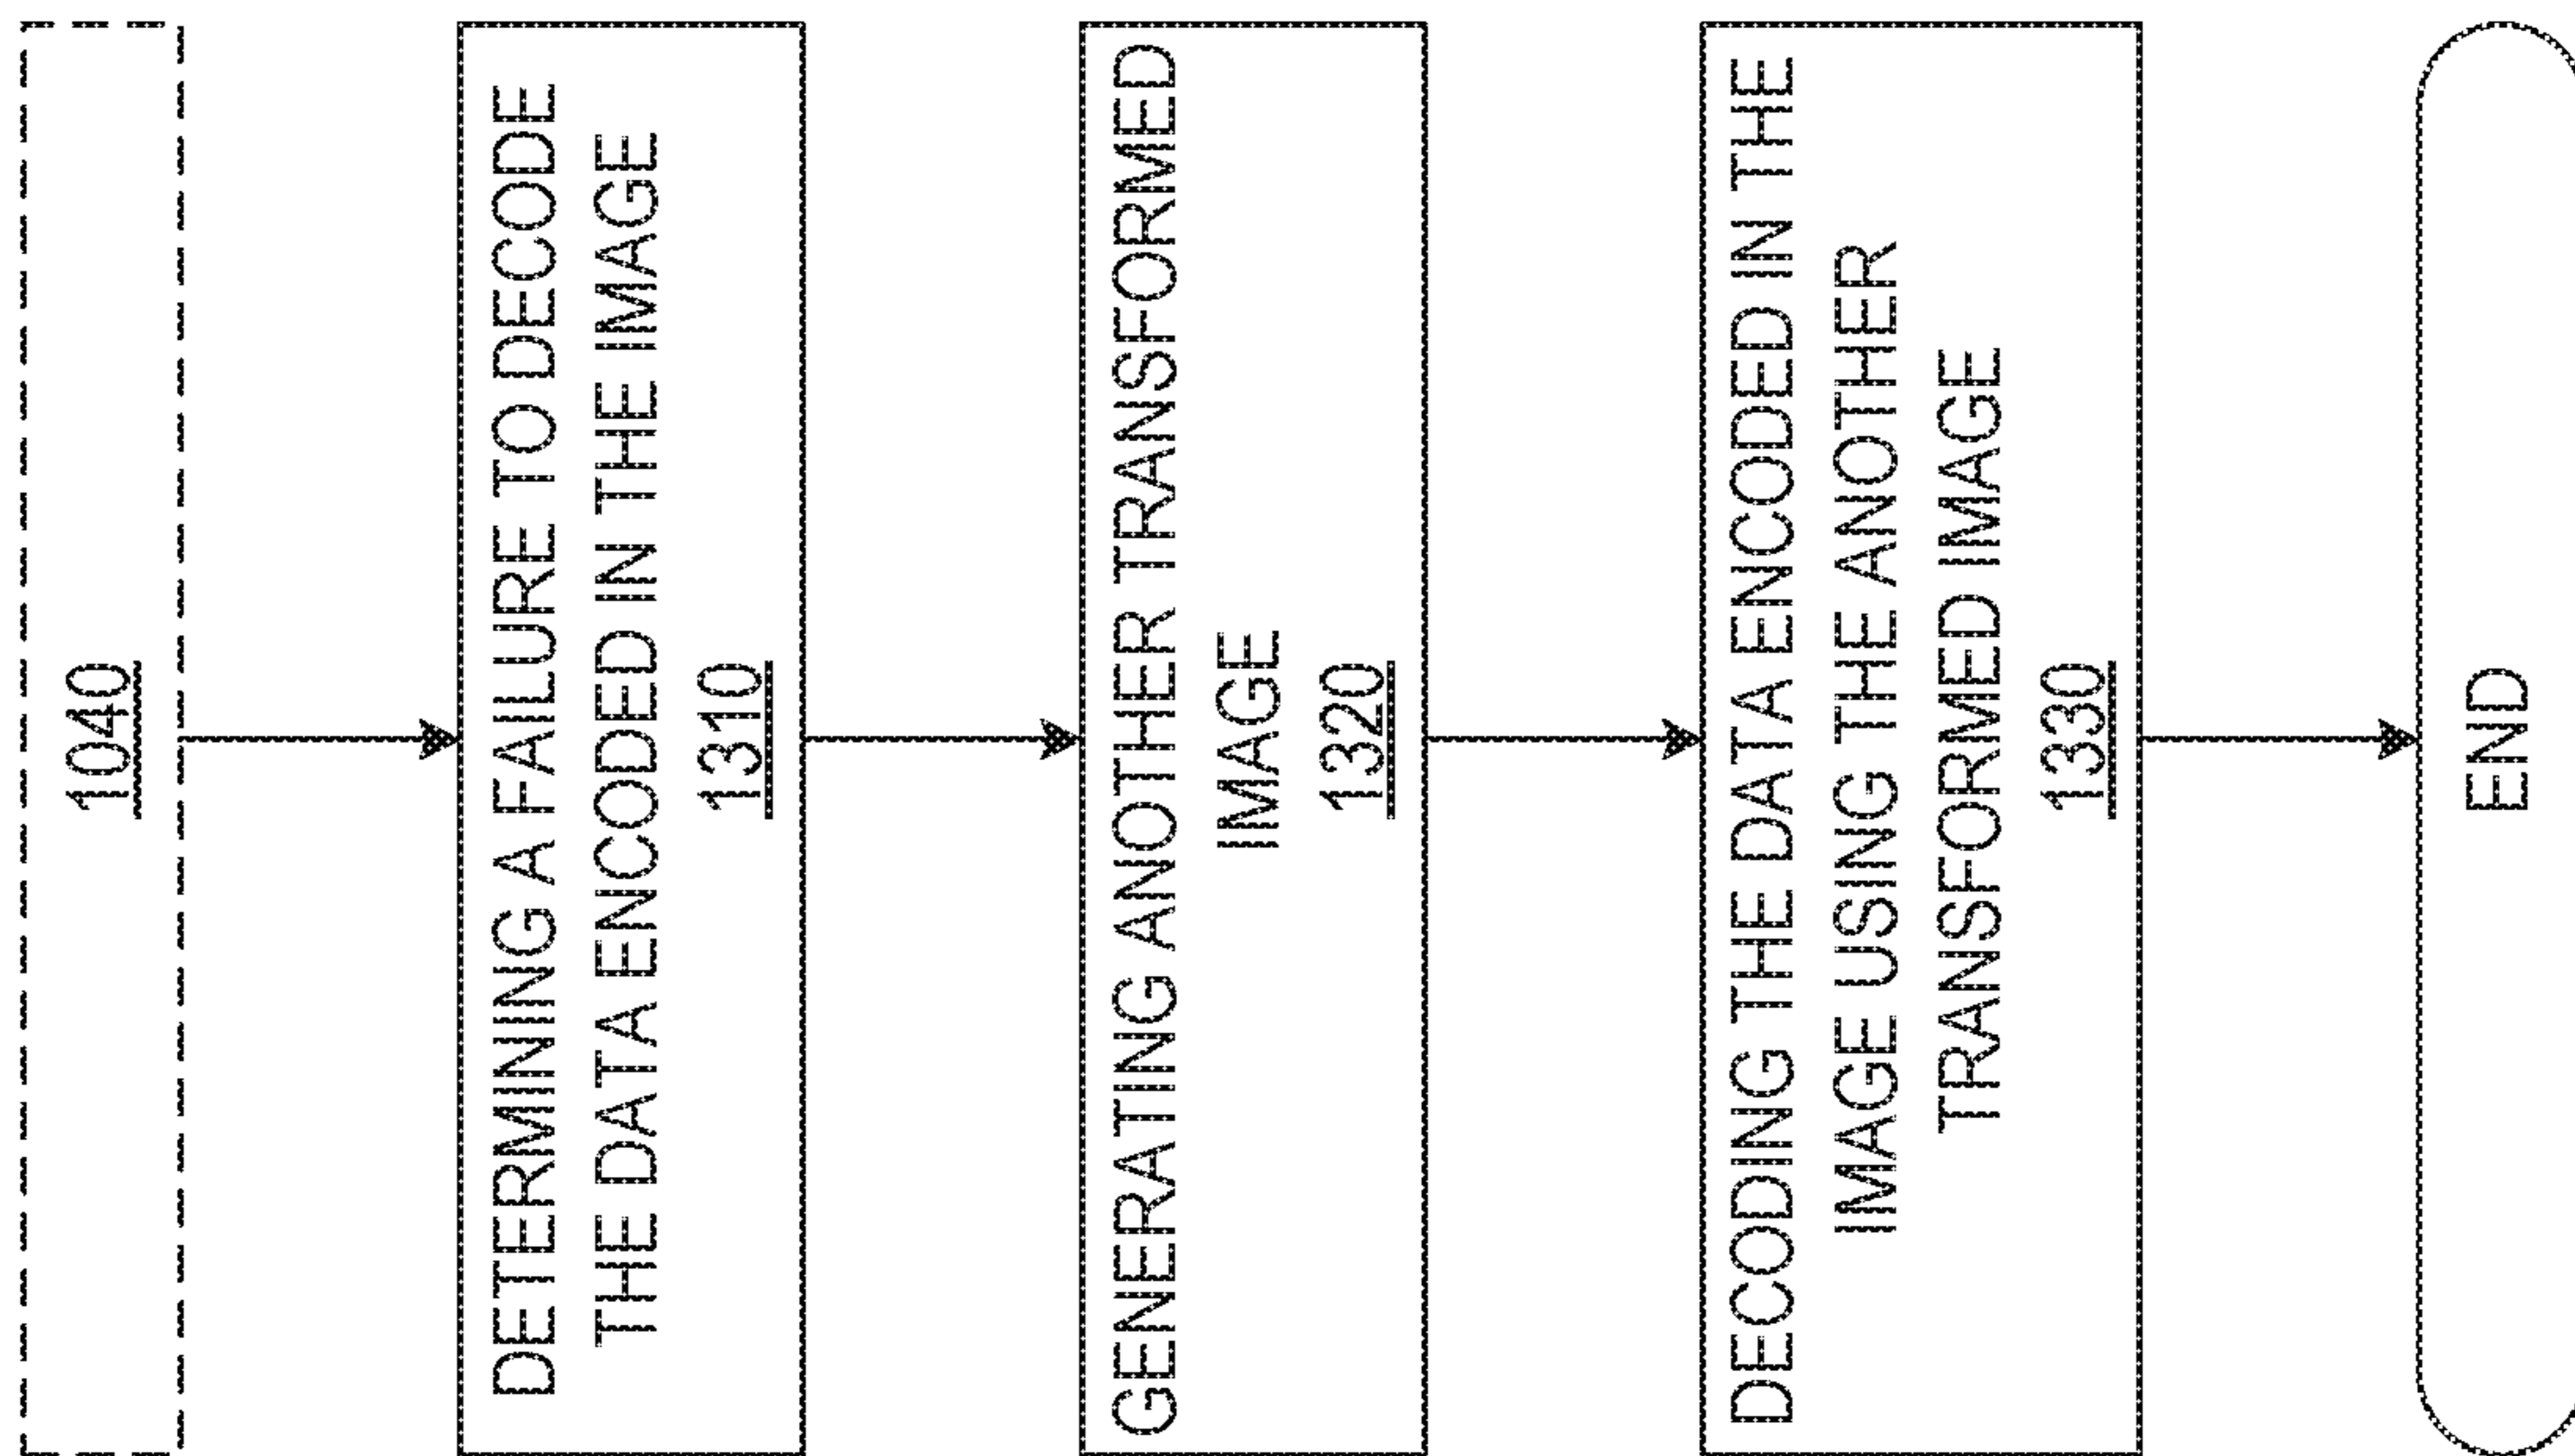 1040
DETERMINING A FAILURE TO DECODE
THE DATA ENCODED IN THE IMAGE
1310
GENERATING ANOTHER TRANSFORMED
IMAGE
1320
DECODING THE DATA ENCODED IN THE
IMAGE USING THE ANOTHER
TRANSFORMED IMAGE
1330
END